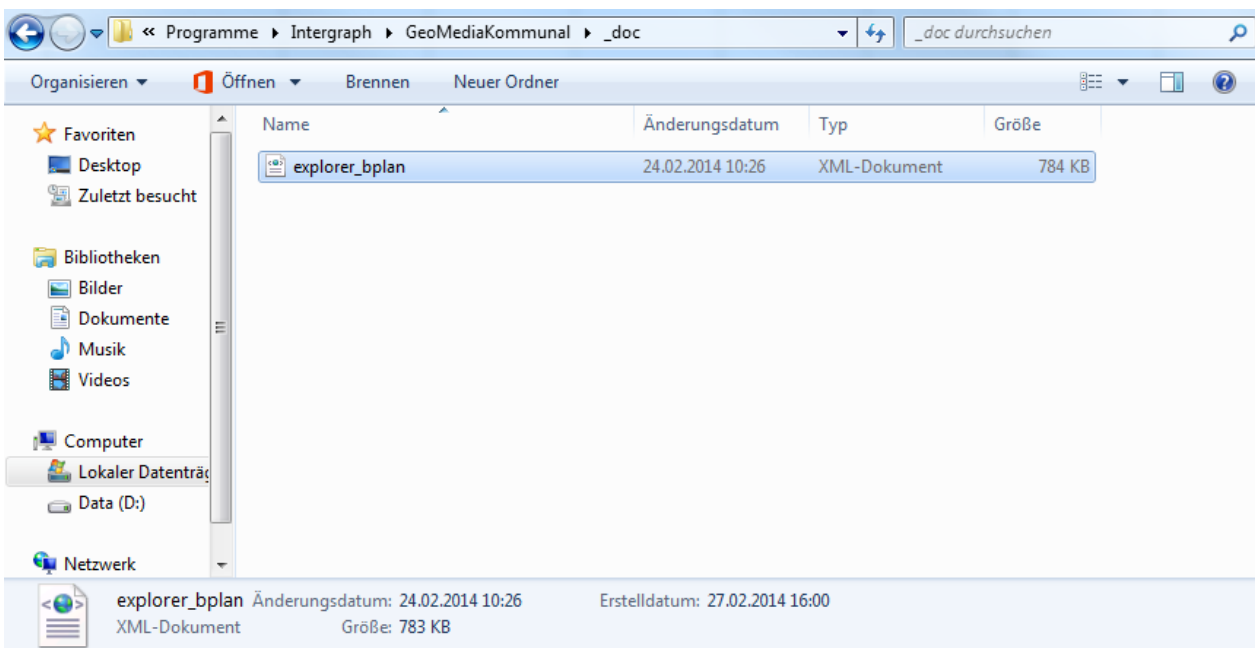 « Programme ▸ Intergraph ▸ GeoMediaKommunal ▸ _doc
_doc durchsuchen
Organisieren Öffnen Brennen Neuer Ordner
Name Änderungsdatum Typ Größe
explorer_bplan 24.02.2014 10:26 XML-Dokument 784 KB
Favoriten
Desktop
Zuletzt besucht
Bibliotheken
Bilder
Dokumente
Musik
Videos
Computer
Lokaler Datenträg
Data (D:)
Netzwerk
explorer_bplan Änderungsdatum: 24.02.2014 10:26 Erstelldatum: 27.02.2014 16:00
XML-Dokument Größe: 783 KB